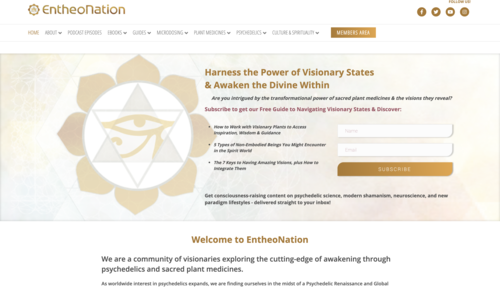 FOLLOW US!
EntheoNation
HOME ABOUT PODCAST EPISODES EBOOKS GUIDES MICRODOSING PLANT MEDICINES PSYCHEDELICS CULTURE & SPIRITUALITY MEMBERS AREA
Harness the Power of Visionary States
& Awaken the Divine Within
Are you intrigued by the transformational power of sacred plant medicines & the visions they reveal?
Subscribe to get our Free Guide to Navigating Visionary States & Discover:
How to Work with Visionary Plants to Access
Inspiration, Wisdom & Guidance
5 Types of Non-Embodied Beings You Might Encounter
in the Spirit World
The 7 Keys to Having Amazing Visions, plus How to
Integrate Them
Name
Email
SUBSCRIBE
Get consciousness-raising content on psychedelic science, modern shamanism, neuroscience, and new
paradigm lifestyles - delivered straight to your inbox!
Welcome to EntheoNation
We are a community of visionaries exploring the cutting-edge of awakening through
psychedelics and sacred plant medicines.
As worldwide interest in psychedelics expands, we are finding ourselves in the midst of a Psychedelic Renaissance and Global